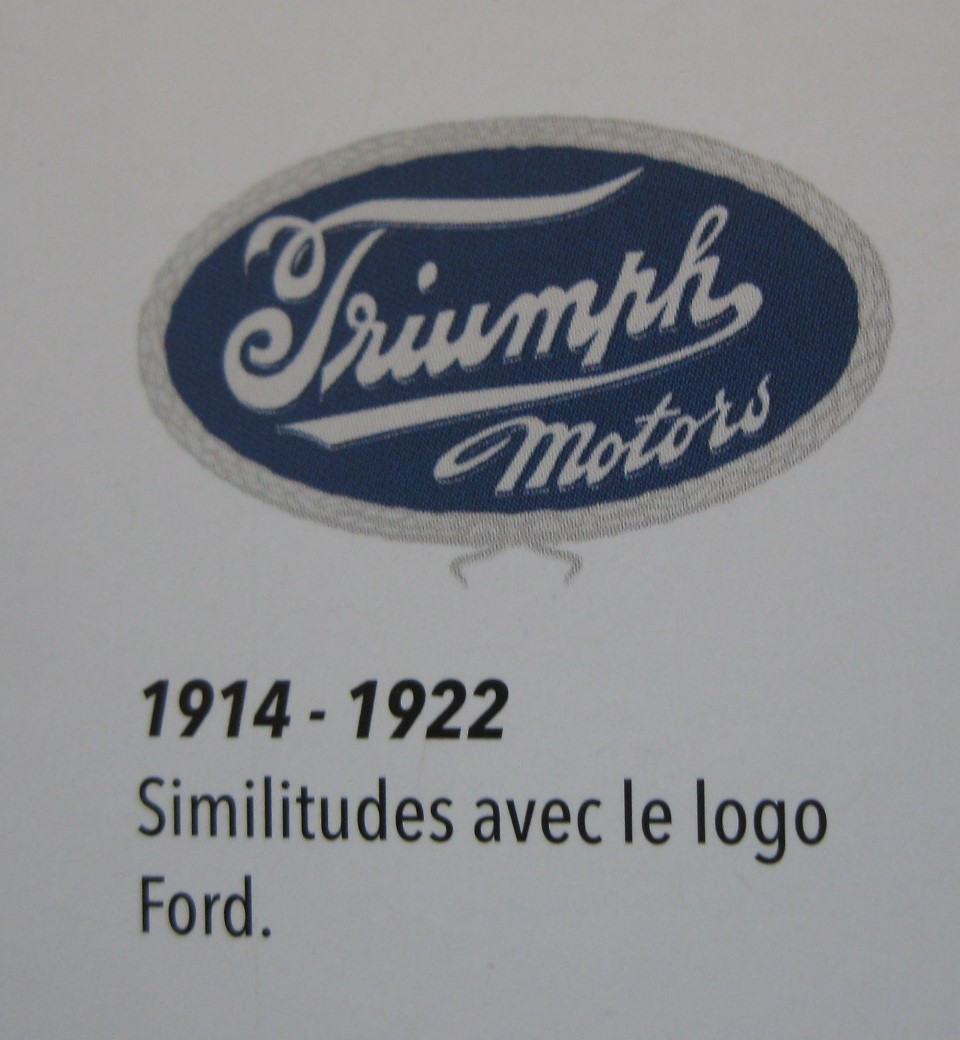 Triumph
Motors
1914 - 1922
Similitudes avec le logo
Ford.